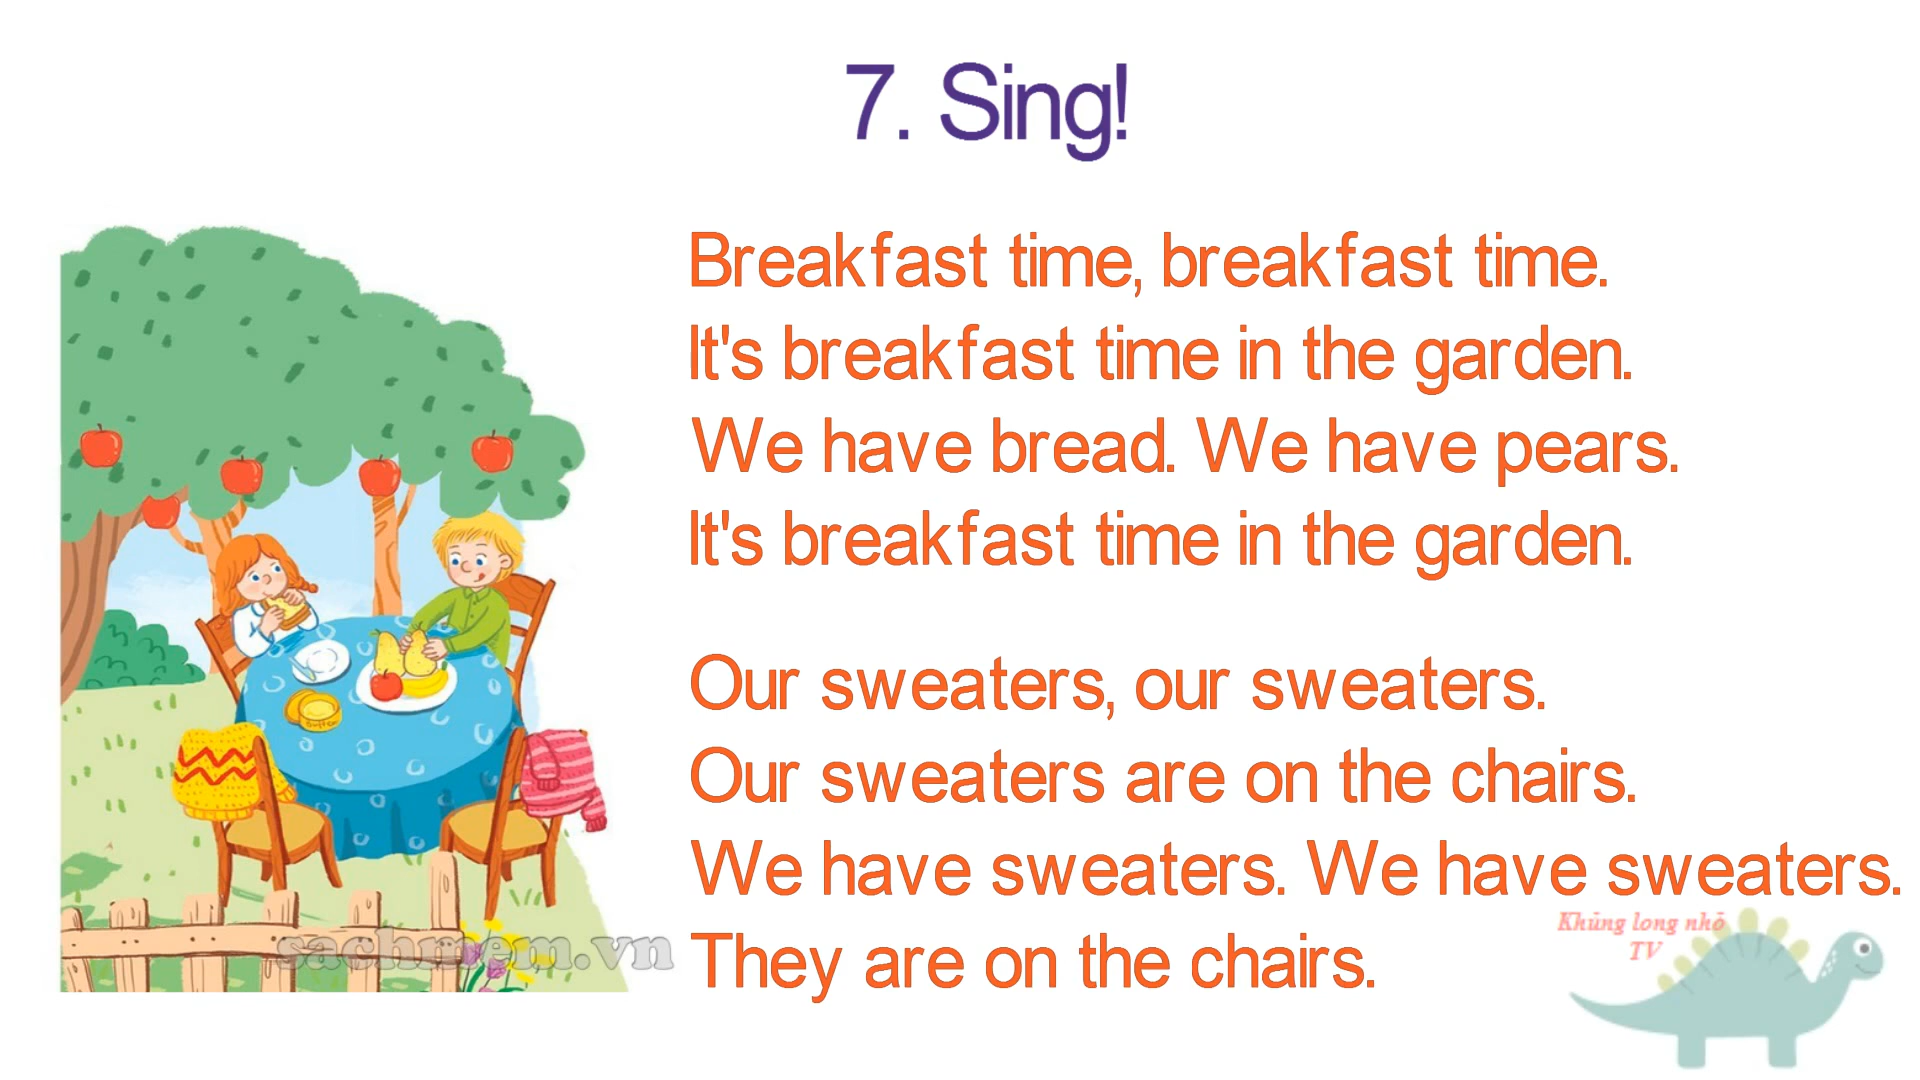 7. Sing!
Breakfast time, breakfast time.
It's breakfast time in the garden.
We have bread. We have pears.
It's breakfast time in the garden.
Our sweaters, our sweaters.
Our sweaters are on the chairs.
We have sweaters. We have sweaters.
They are on the chairs.
Butter
sachmem.vn
Khủng long nhỏ
TV